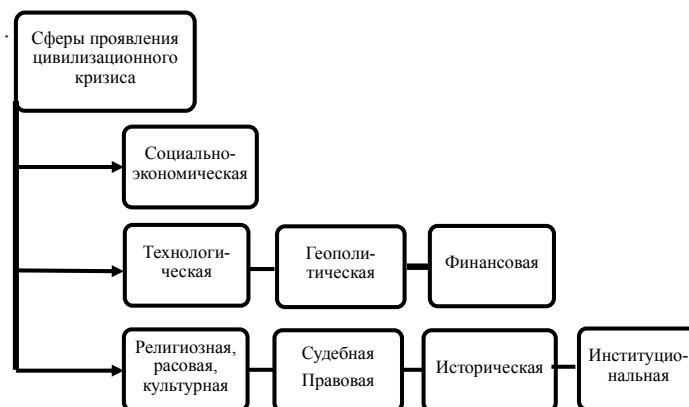 Сферы проявления
цивилизационного
кризиса
Социально-
экономическая
Технологи-
ческая
Геополи-
тическая
Финансовая
Религиозная,
расовая,
культурная
Судебная
Правовая
Историческая
Институцио-
нальная